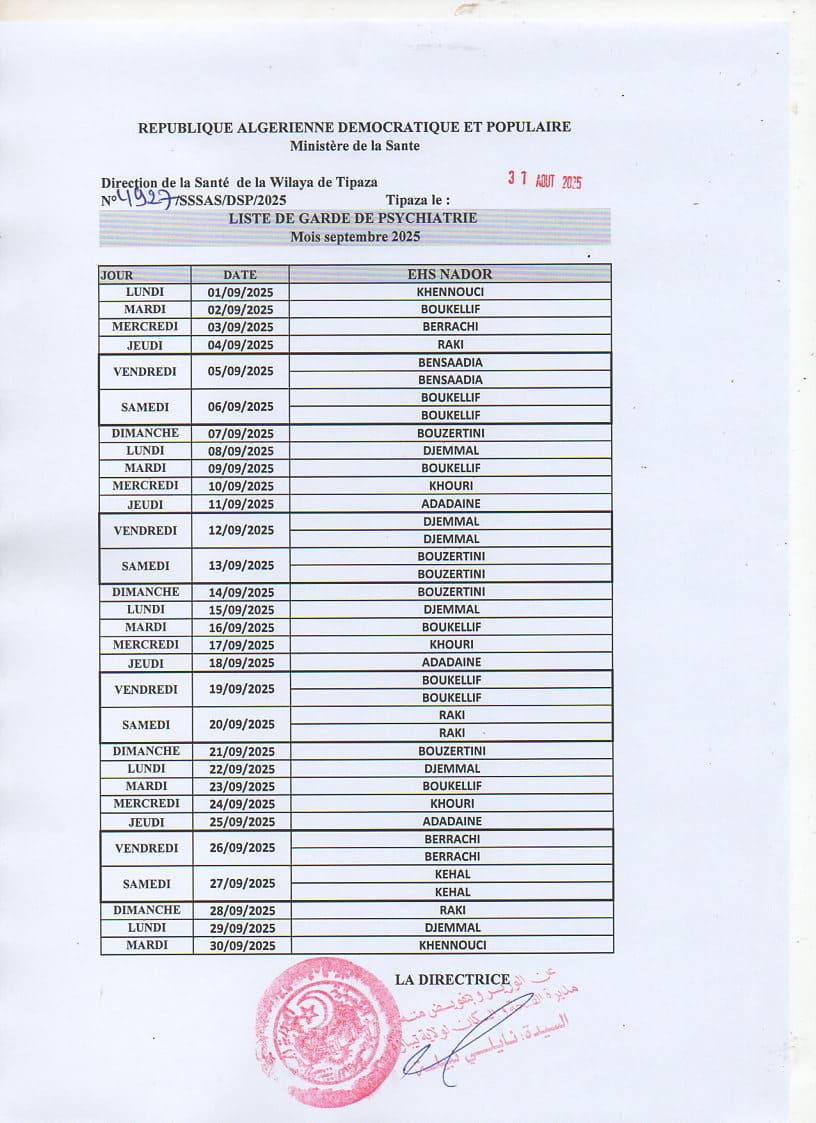 REPUBLIQUE ALGERIENNE DEMOCRATIQUE ET POPULAIRE
Ministère de la Sante
Direction de la Santé de la Wilaya de Tipaza
31 AOUT 2025
N°4927/SSSAS/DSP/2025 Tipaza le :
LISTE DE GARDE DE PSYCHIATRIE
Mois septembre 2025
JOUR DATE EHS NADOR
LUNDI 01/09/2025 KHENNOUCI
MARDI 02/09/2025 BOUKELLIF
MERCREDI 03/09/2025 BERRACHI
JEUDI 04/09/2025 RAKI
VENDREDI 05/09/2025 BENSAADIA
BENSAADIA
SAMEDI 06/09/2025 BOUKELLIF
BOUKELLIF
DIMANCHE 07/09/2025 BOUZERTINI
LUNDI 08/09/2025 DJEMMAL
MARDI 09/09/2025 BOUKELLIF
MERCREDI 10/09/2025 KHOURI
JEUDI 11/09/2025 ADADAINE
VENDREDI 12/09/2025 DJEMMAL
DJEMMAL
SAMEDI 13/09/2025 BOUZERTINI
BOUZERTINI
DIMANCHE 14/09/2025 BOUZERTINI
LUNDI 15/09/2025 DJEMMAL
MARDI 16/09/2025 BOUKELLIF
MERCREDI 17/09/2025 KHOURI
JEUDI 18/09/2025 ADADAINE
VENDREDI 19/09/2025 BOUKELLIF
BOUKELLIF
SAMEDI 20/09/2025 RAKI
RAKI
DIMANCHE 21/09/2025 BOUZERTINI
LUNDI 22/09/2025 DJEMMAL
MARDI 23/09/2025 BOUKELLIF
MERCREDI 24/09/2025 KHOURI
JEUDI 25/09/2025 ADADAINE
VENDREDI 26/09/2025 BERRACHI
BERRACHI
SAMEDI 27/09/2025 KEHAL
KEHAL
DIMANCHE 28/09/2025 RAKI
LUNDI 29/09/2025 DJEMMAL
MARDI 30/09/2025 KHENNOUCI
LA DIRECTRICE
عن الوزير و بتفويض منه
مديرة الصحة و السكان لولاية تيبازة
السيدة: نايلي نبيلة